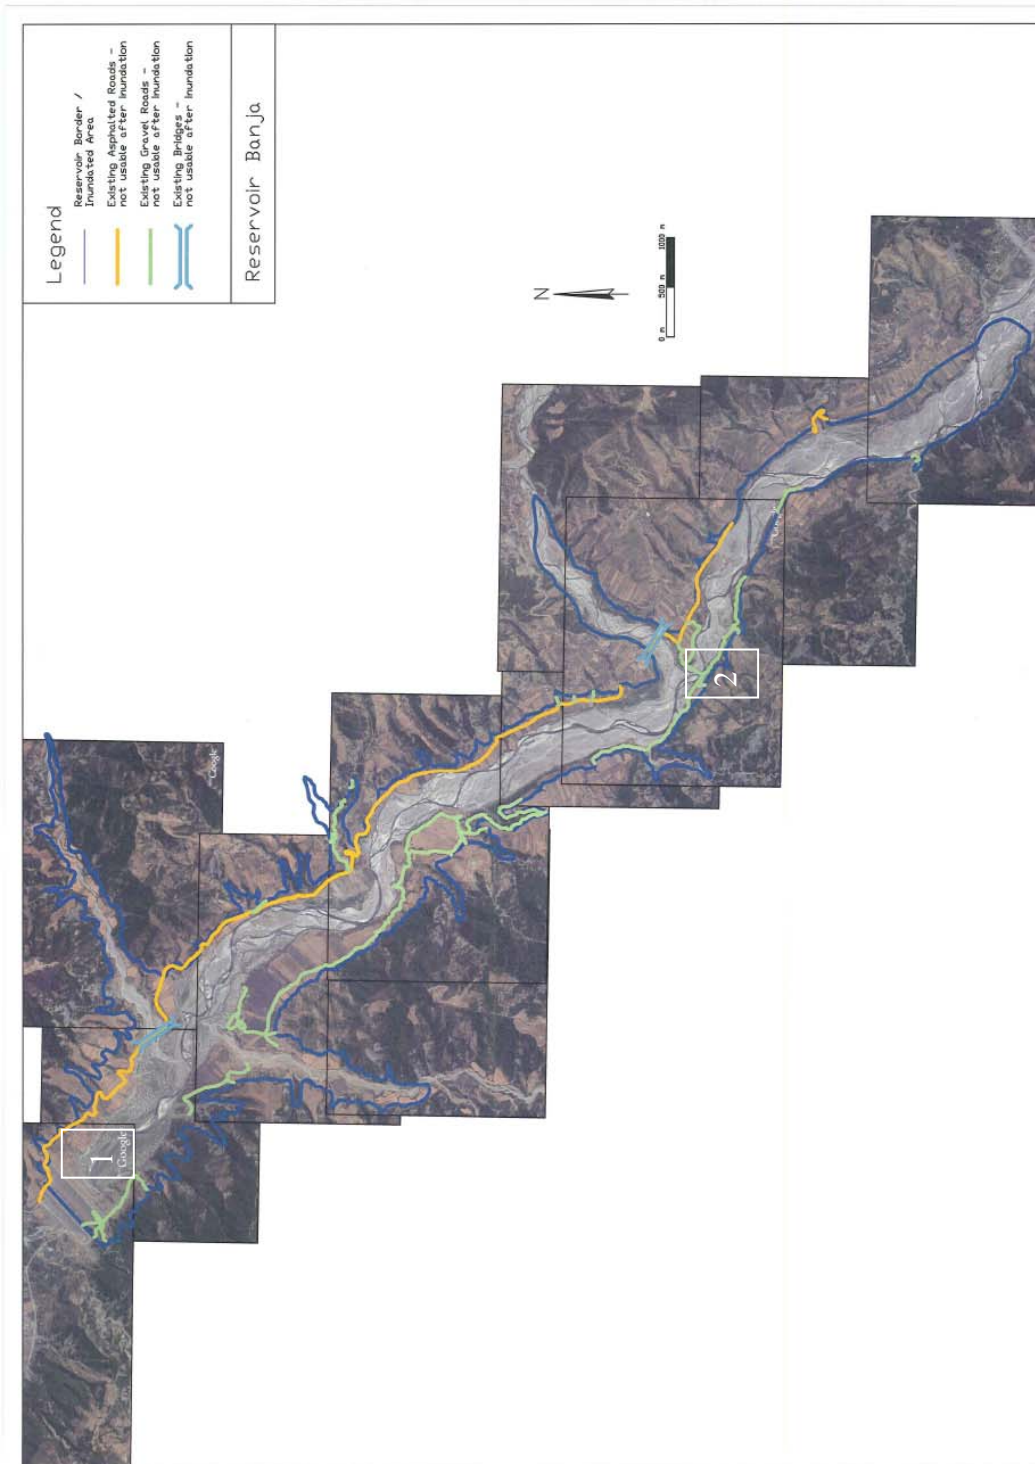 Legend
Reservoir Border /
Inundated Area
Existing Asphalted Roads -
not usable after Inundation
Existing Gravel Roads -
not usable after Inundation
Existing Bridges -
not usable after Inundation
Reservoir Banja
N
0 m 500 m 1000 m
Google
Google
Google
1
2